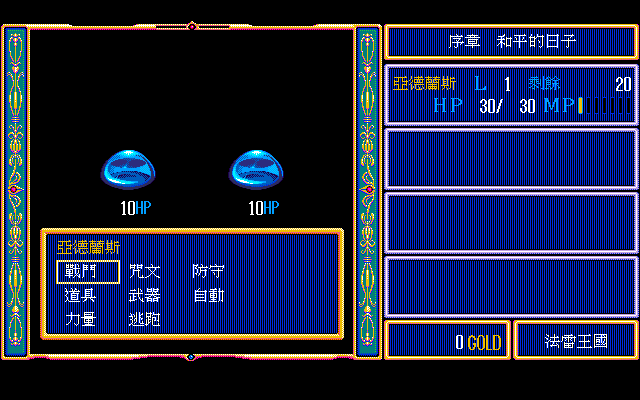 序章 和平的日子
亞德蘭斯 L 1 剩餘 20
HP 30/ 30 MP
10HP 10HP
亞德蘭斯
戰鬥 咒文 防守
道具 武器 自動
力量 逃跑
0 GOLD 法雷王國